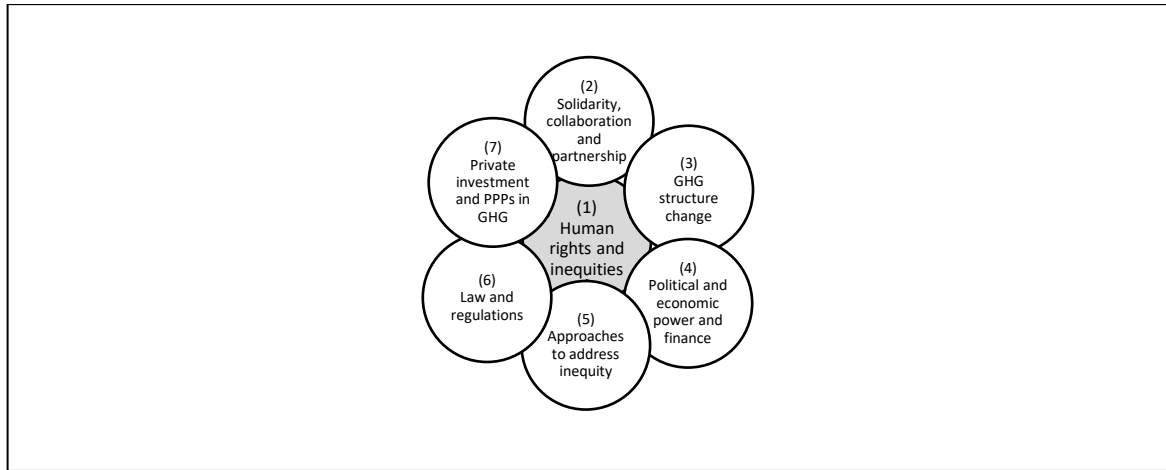 (1)
Human
rights and
inequities
(2)
Solidarity,
collaboration
and
partnership
(3)
GHG
structure
change
(4)
Political and
economic
power and
finance
(5)
Approaches
to address
inequity
(6)
Law and
regulations
(7)
Private
investment
and PPPs in
GHG